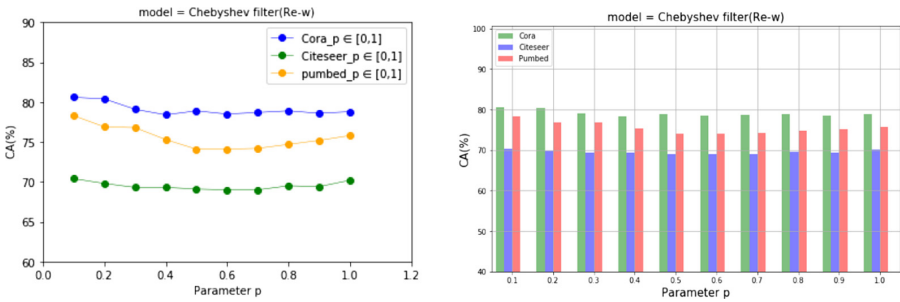 model = Chebyshev filter(Re-w)
90
85
80
75
70
65
60
CA(%)
Cora_p ∈ [0,1]
Citeseer_p ∈ [0,1]
pumbed_p ∈ [0,1]
0.0 0.2 0.4 0.6 0.8 1.0 1.2
Parameter p
model = Chebyshev filter(Re-w)
100
90
80
70
60
50
40
CA(%)
Cora
Citeseer
Pumbed
0.1 0.2 0.3 0.4 0.5 0.6 0.7 0.8 0.9 1.0
Parameter p